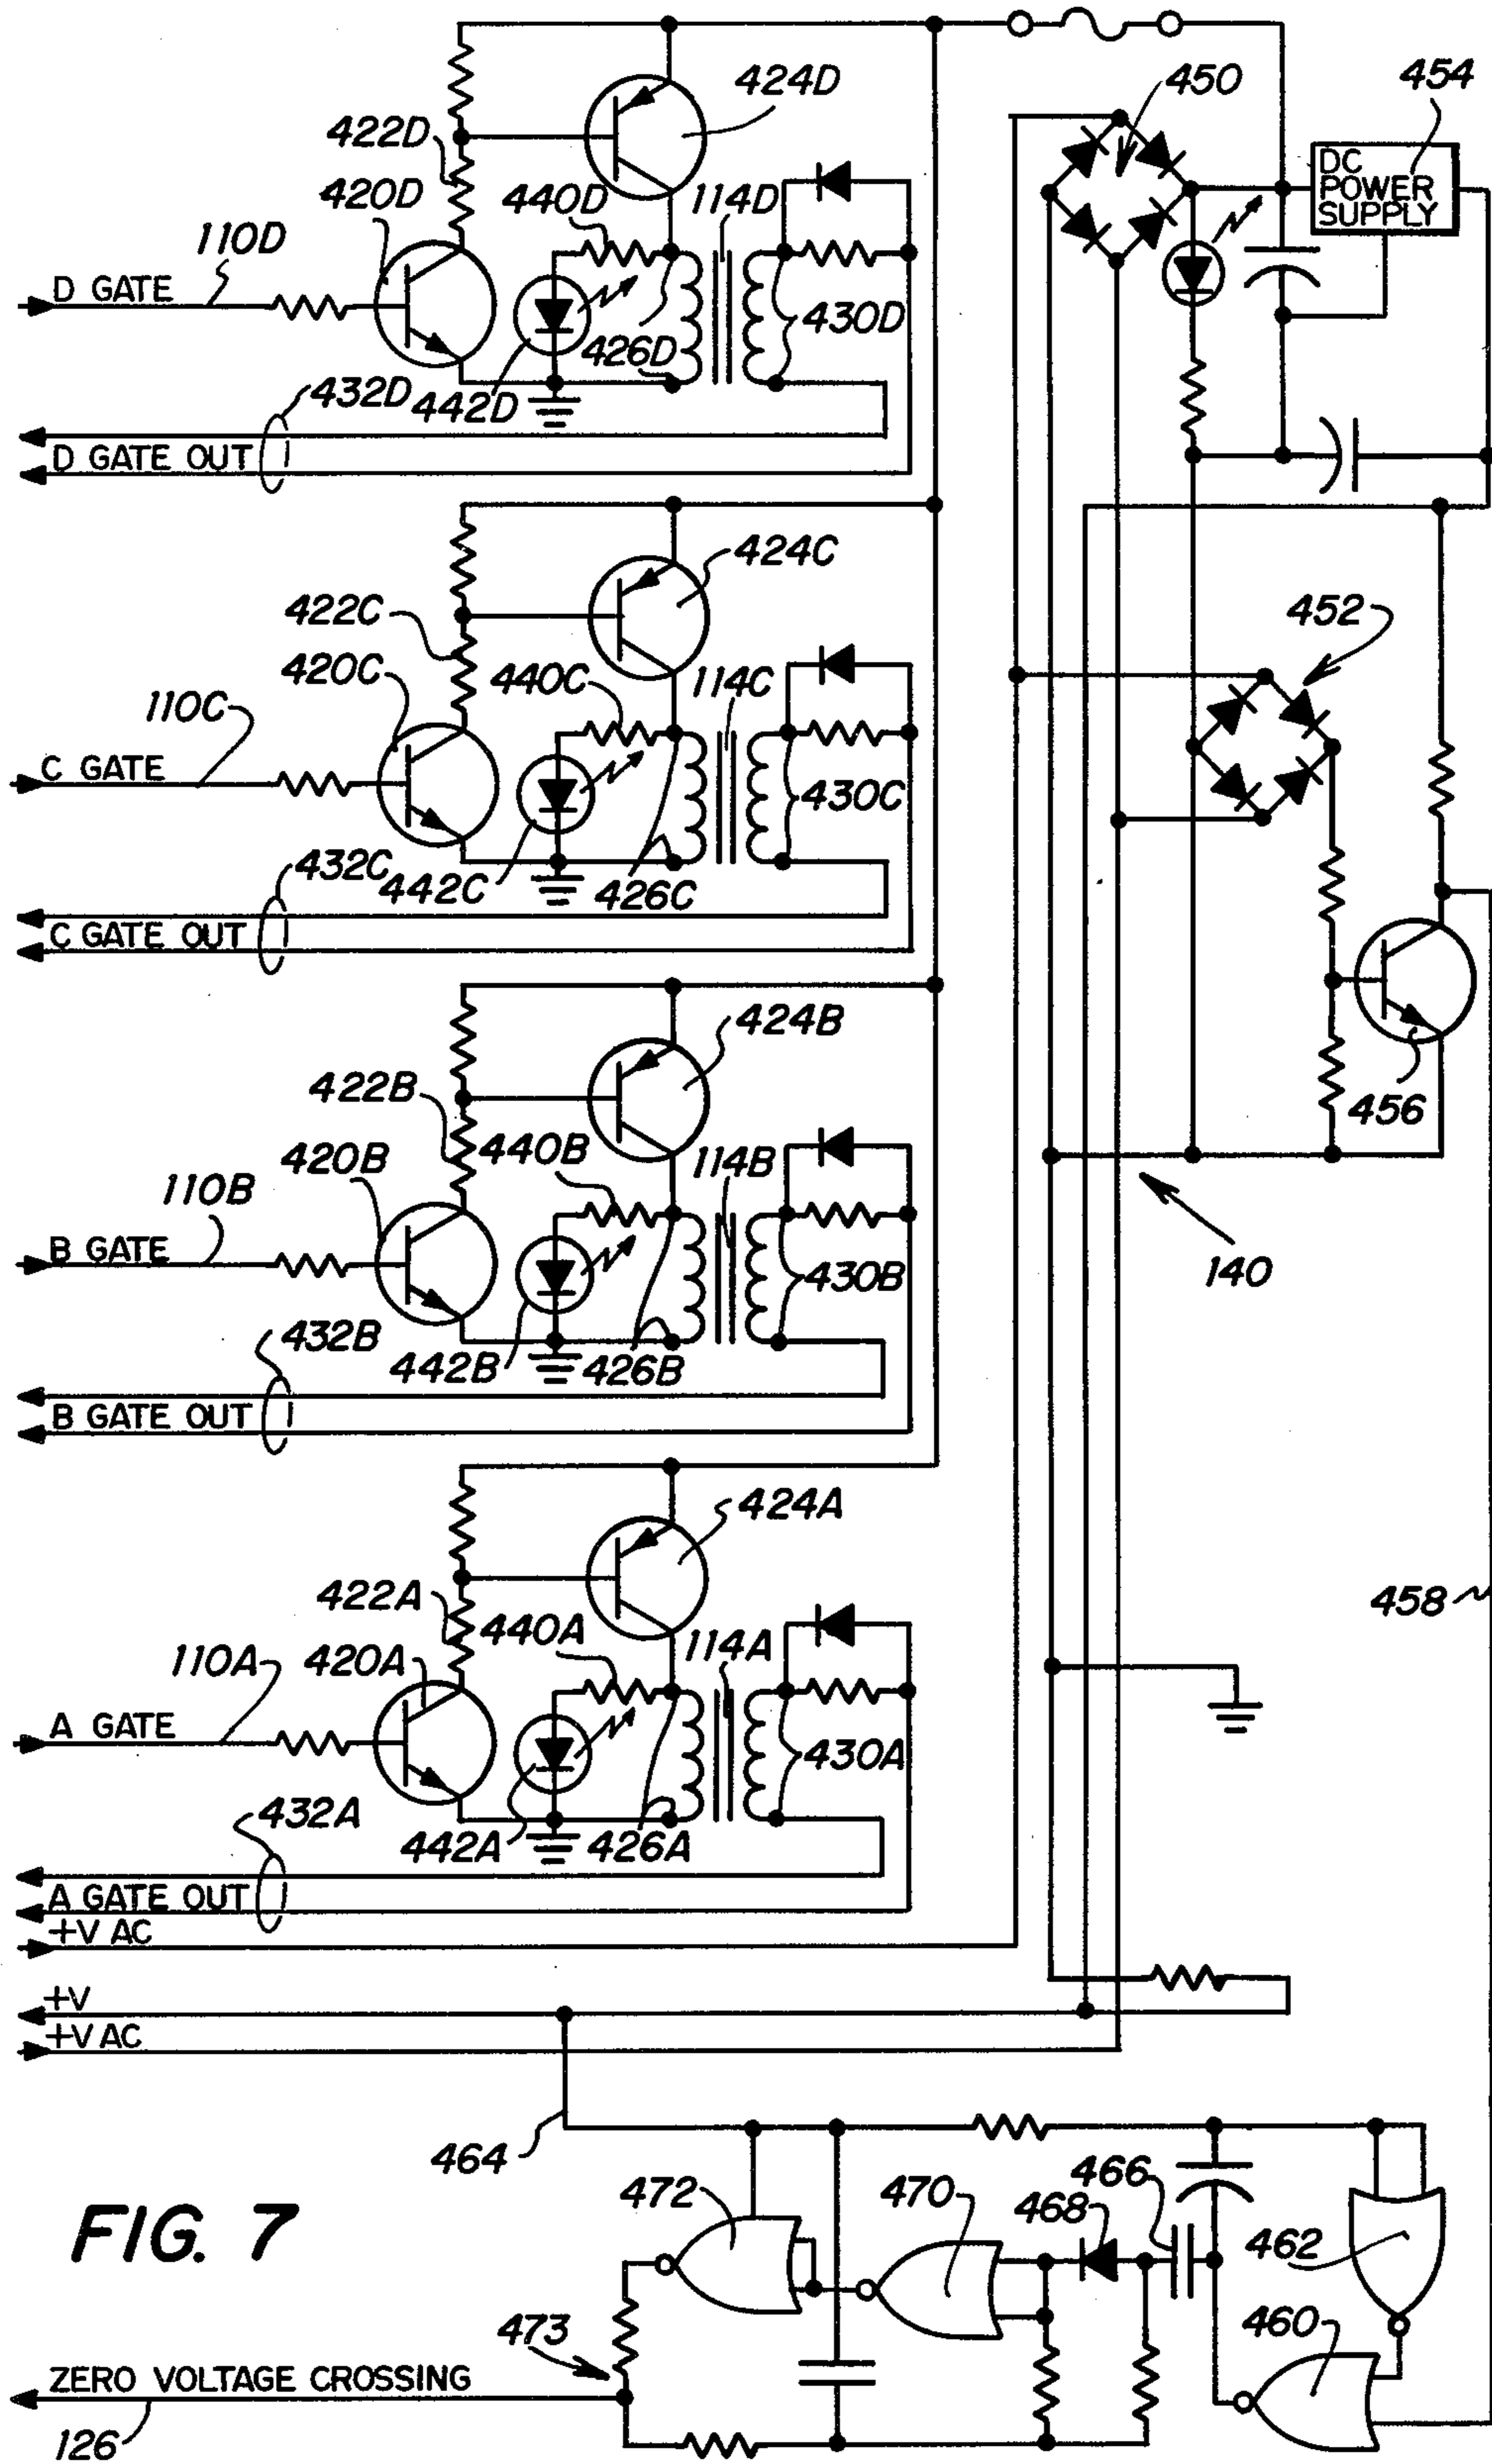 424D
450
454
422D
DC
POWER
SUPPLY
420D
440D
114D
110D
D GATE
430D
426D
432D
442D
D GATE OUT
424C
422C
452
420C
440C
114C
110C
C GATE
430C
432C
442C
426C
C GATE OUT
424B
422B
456
440B
420B
114B
110B
B GATE
140
430B
432B
442B
426B
B GATE OUT
424A
422A
458
440A
114A
110A
420A
A GATE
430A
432A
442A
426A
A GATE OUT
+V AC
+V
+V AC
464
472
470
468
466
462
FIG. 7
460
473
ZERO VOLTAGE CROSSING
126